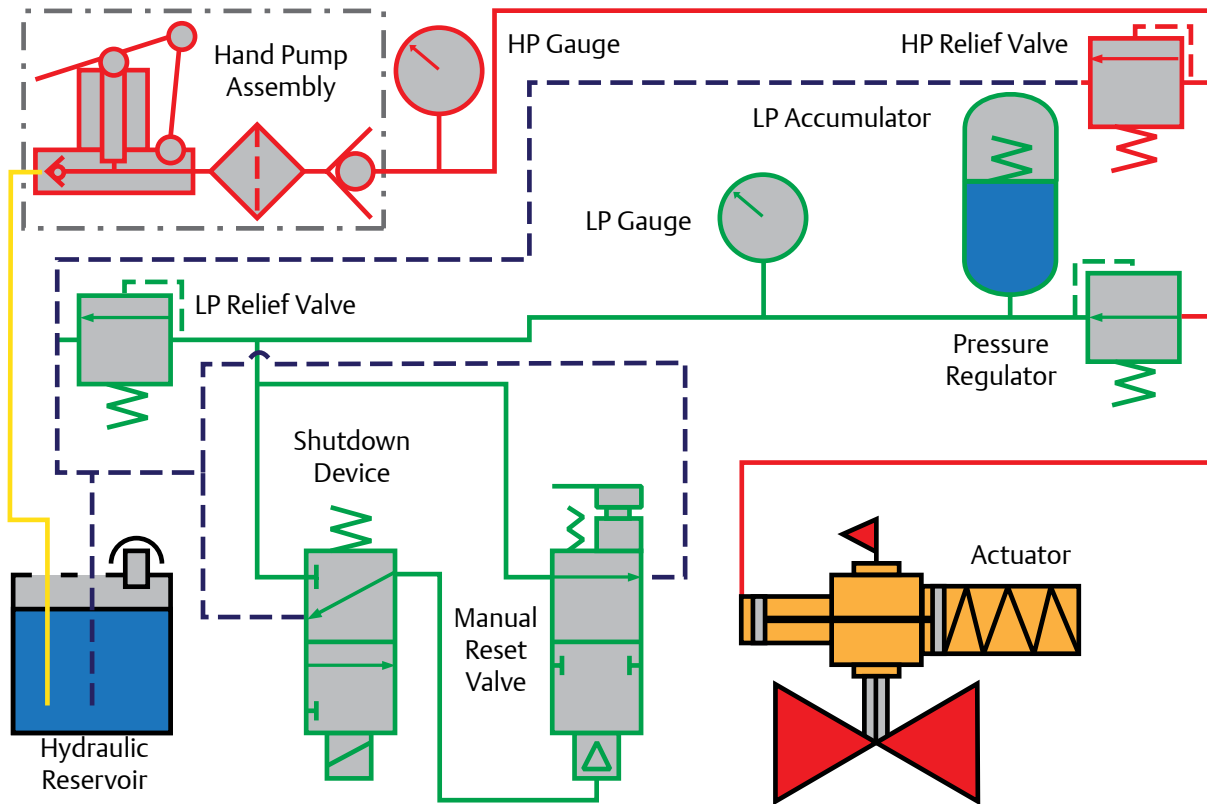 Hand Pump
Assembly
HP Gauge
HP Relief Valve
LP Accumulator
LP Gauge
LP Relief Valve
Pressure
Regulator
Shutdown
Device
Actuator
Manual
Reset
Valve
Hydraulic
Reservoir